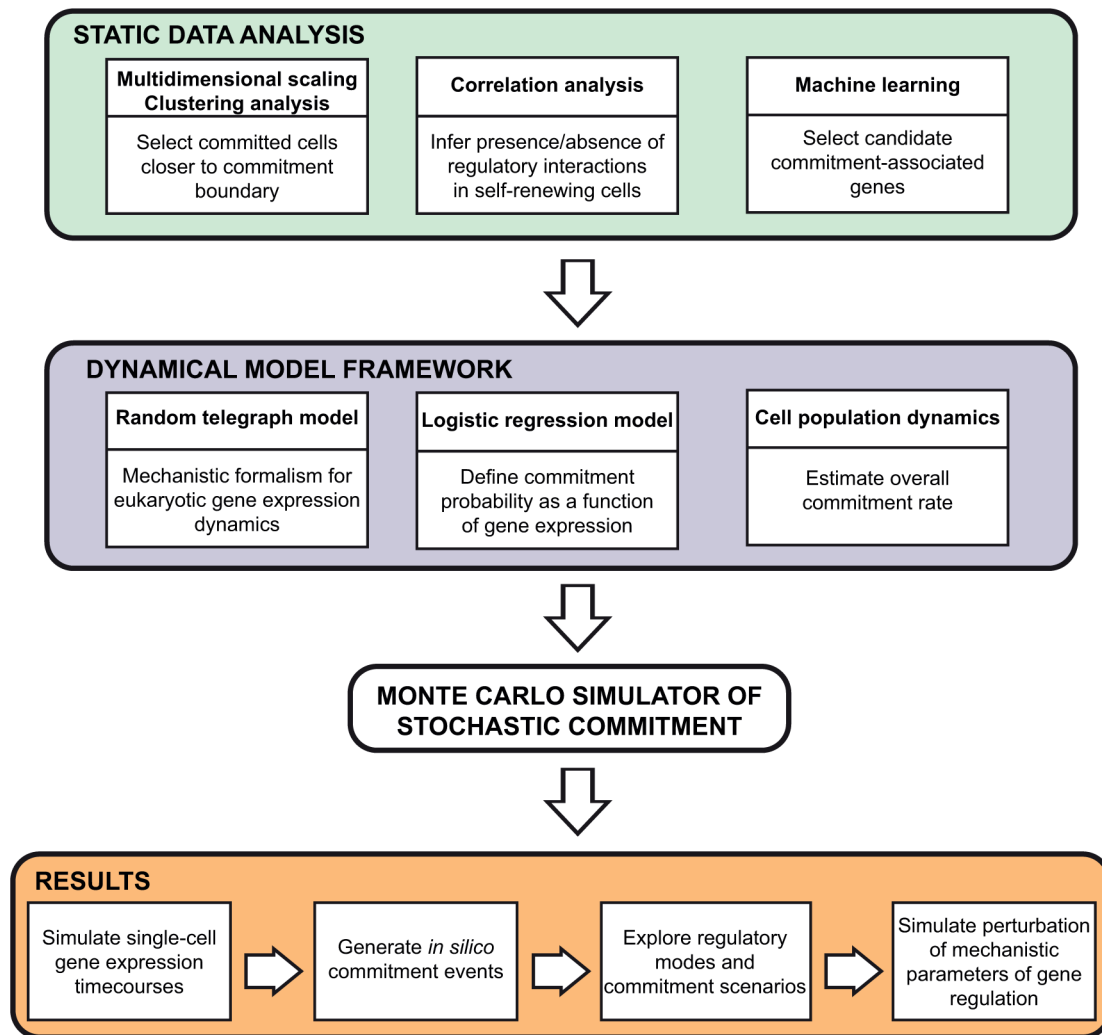 STATIC DATA ANALYSIS
Multidimensional scaling
Clustering analysis
Select committed cells
closer to commitment
boundary
Correlation analysis
Infer presence/absence of
regulatory interactions
in self-renewing cells
Machine learning
Select candidate
commitment-associated
genes
DYNAMICAL MODEL FRAMEWORK
Random telegraph model
Mechanistic formalism for
eukaryotic gene expression
dynamics
Logistic regression model
Define commitment
probability as a function
of gene expression
Cell population dynamics
Estimate overall
commitment rate
MONTE CARLO SIMULATOR OF
STOCHASTIC COMMITMENT
RESULTS
Simulate single-cell
gene expression
timecourses
Generate in silico
commitment events
Explore regulatory
modes and
commitment scenarios
Simulate perturbation
of mechanistic
parameters of gene
regulation